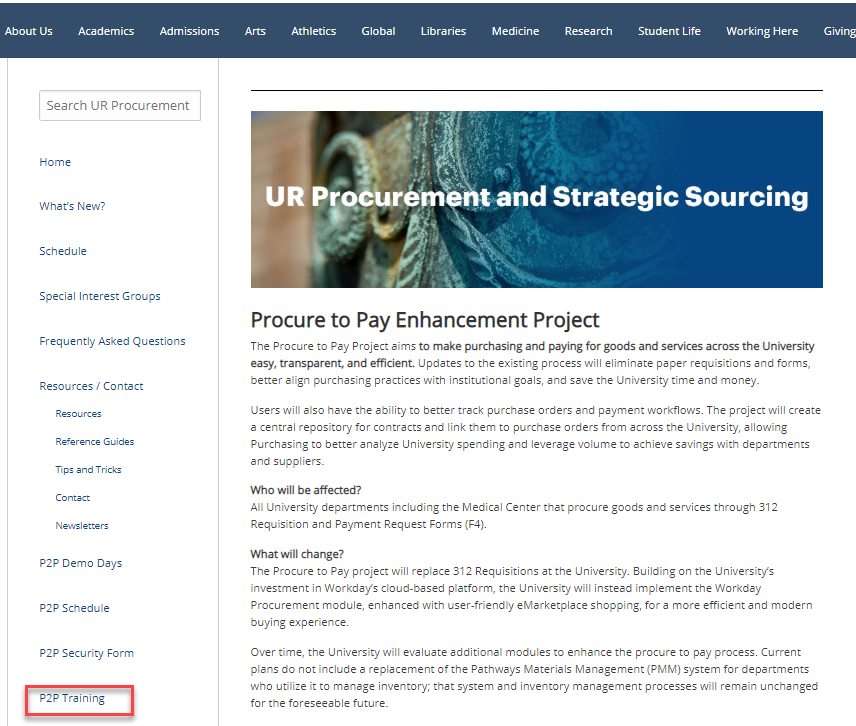 About Us Academics Admissions Arts Athletics Global Libraries Medicine Research Student Life Working Here Giving
Search UR Procurement
Home
What's New?
Schedule
Special Interest Groups
Frequently Asked Questions
Resources / Contact
Resources
Reference Guides
Tips and Tricks
Contact
Newsletters
P2P Demo Days
P2P Schedule
P2P Security Form
P2P Training
UR Procurement and Strategic Sourcing
Procure to Pay Enhancement Project
The Procure to Pay Project aims to make purchasing and paying for goods and services across the University
easy, transparent, and efficient. Updates to the existing process will eliminate paper requisitions and forms,
better align purchasing practices with institutional goals, and save the University time and money.
Users will also have the ability to better track purchase orders and payment workflows. The project will create
a central repository for contracts and link them to purchase orders from across the University, allowing
Purchasing to better analyze University spending and leverage volume to achieve savings with departments
and suppliers.
Who will be affected?
All University departments including the Medical Center that procure goods and services through 312
Requisition and Payment Request Forms (F4).
What will change?
The Procure to Pay project will replace 312 Requisitions at the University. Building on the University's
investment in Workday's cloud-based platform, the University will instead implement the Workday
Procurement module, enhanced with user-friendly eMarketplace shopping, for a more efficient and modern
buying experience.
Over time, the University will evaluate additional modules to enhance the procure to pay process. Current
plans do not include a replacement of the Pathways Materials Management (PMM) system for departments
who utilize it to manage inventory; that system and inventory management processes will remain unchanged
for the foreseeable future.